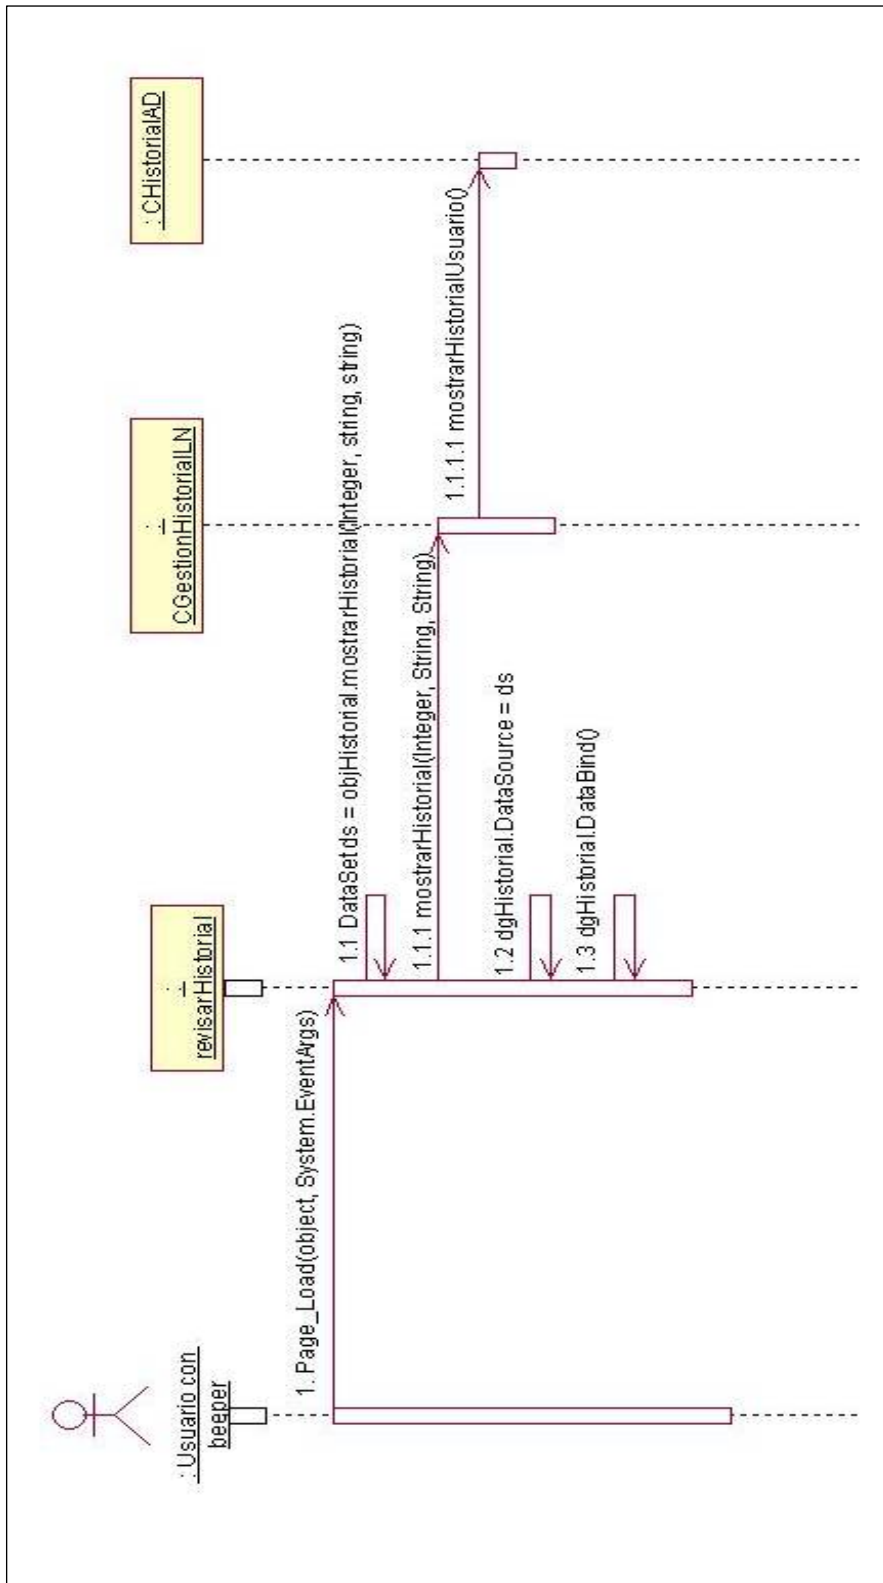 : Usuario con
beeper
:
revisarHistorial
:
CGestionHistorialLN
: CHistorialAD
1. Page_Load(object, System.EventArgs)
1.1 DataSet ds = objHistorial.mostrarHistorial(Integer, string, string)
1.1.1 mostrarHistorial(Integer, String, String)
1.1.1.1 mostrarHistorialUsuario()
1.2 dgHistorial.DataSource = ds
1.3 dgHistorial.DataBind()